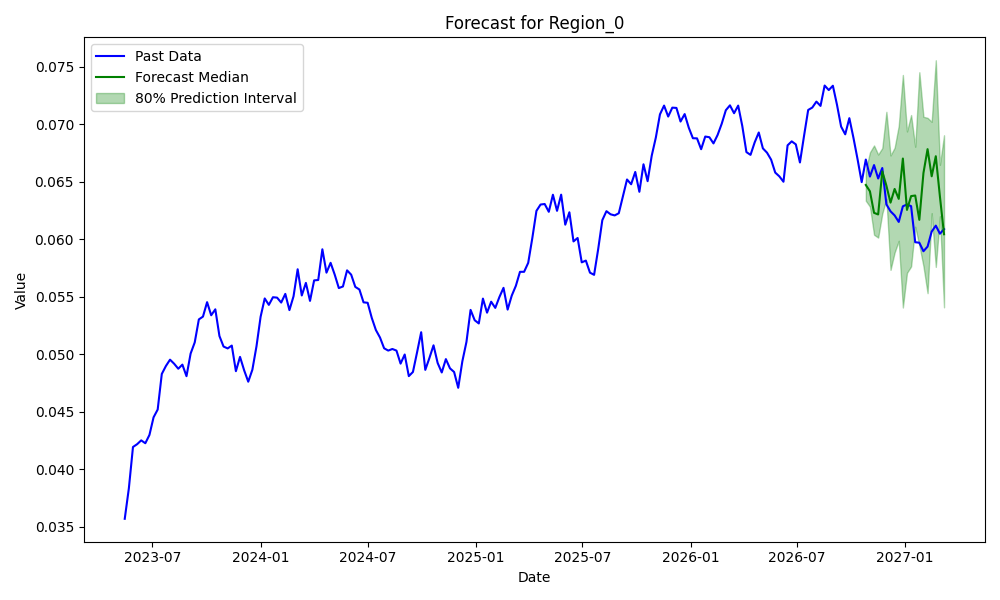 Forecast for Region_0
Past Data
Forecast Median
80% Prediction Interval
0.075
0.070
0.065
0.060
0.055
0.050
0.045
0.040
0.035
Value
2023-07
2024-01
2024-07
2025-01
2025-07
2026-01
2026-07
2027-01
Date